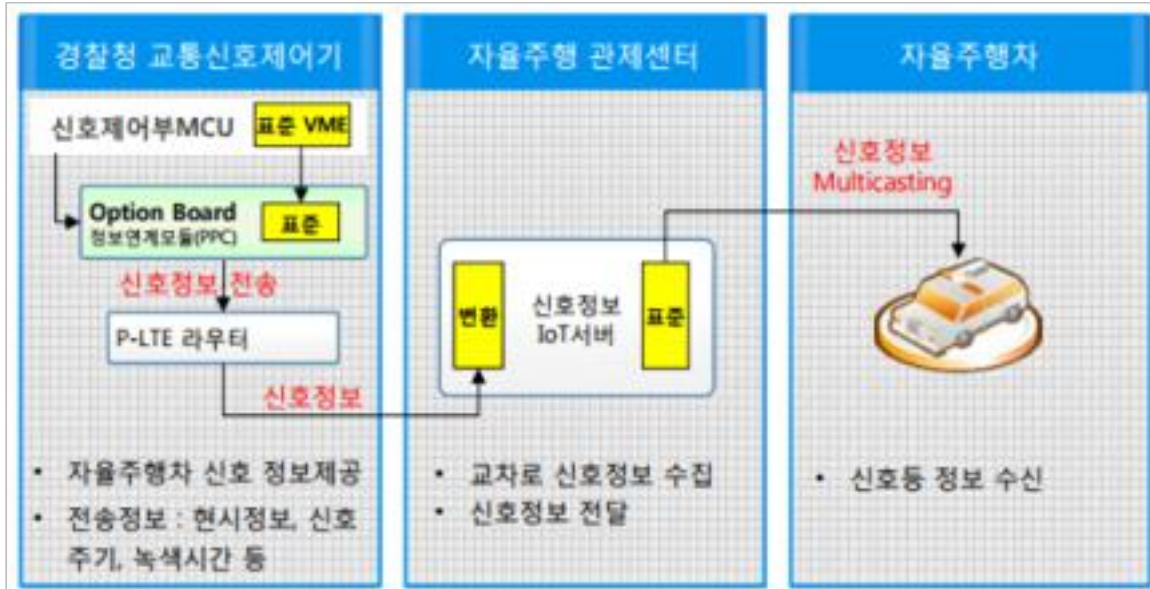 경찰청 교통신호제어기
신호제어부MCU
표준 VME
Option Board
정보연계모듈(PPC)
표준
신호정보 전송
P-LTE 라우터
신호정보
• 자율주행차 신호 정보제공
• 전송정보 : 현시정보, 신호
주기, 녹색시간 등
자율주행 관제센터
변환
신호정보
IoT서버
표준
• 교차로 신호정보 수집
• 신호정보 전달
자율주행차
신호정보
Multicasting
• 신호등 정보 수신